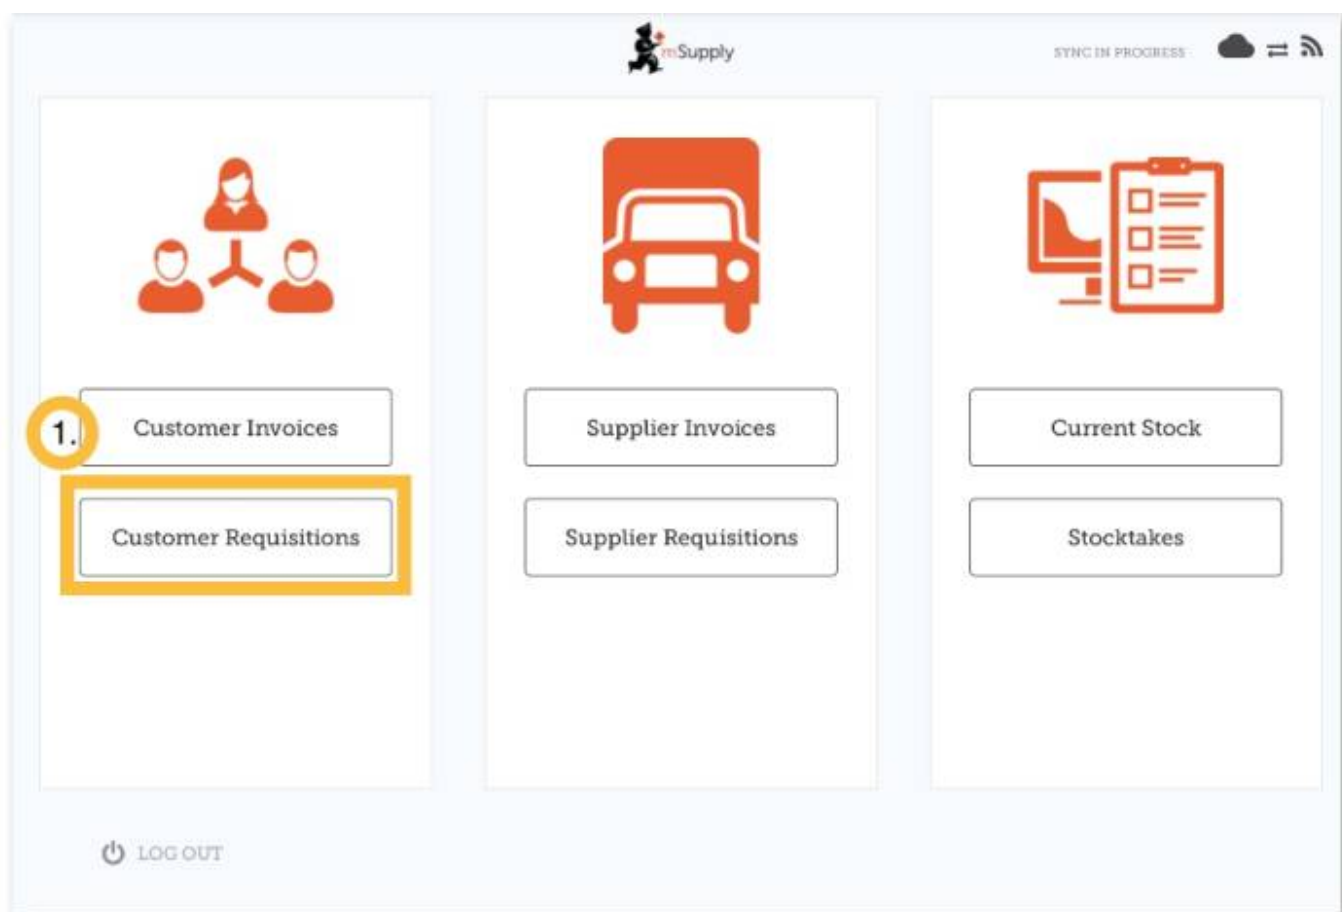 mSupply
SYNC IN PROGRESS
1.
Customer Invoices
Customer Requisitions
Supplier Invoices
Supplier Requisitions
Current Stock
Stocktakes
LOG OUT